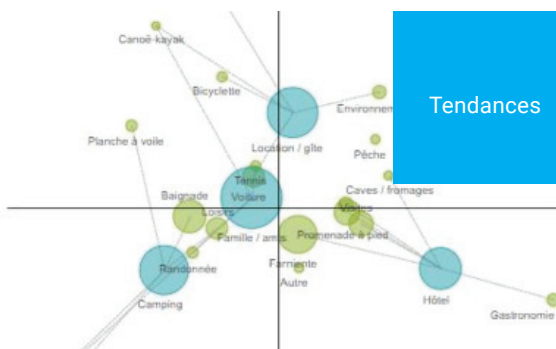 Canoë-kayak
Bicyclette
Environnem
Tendances
Planche à voile
Location / gîte
Pêche
Tennis
Caves / fromages
Baignade
Voiture
Loisirs
Visites
Famille / amis
Promenade à pied
Randonnée
Farniente
Autre
Camping
Hôtel
Gastronomie